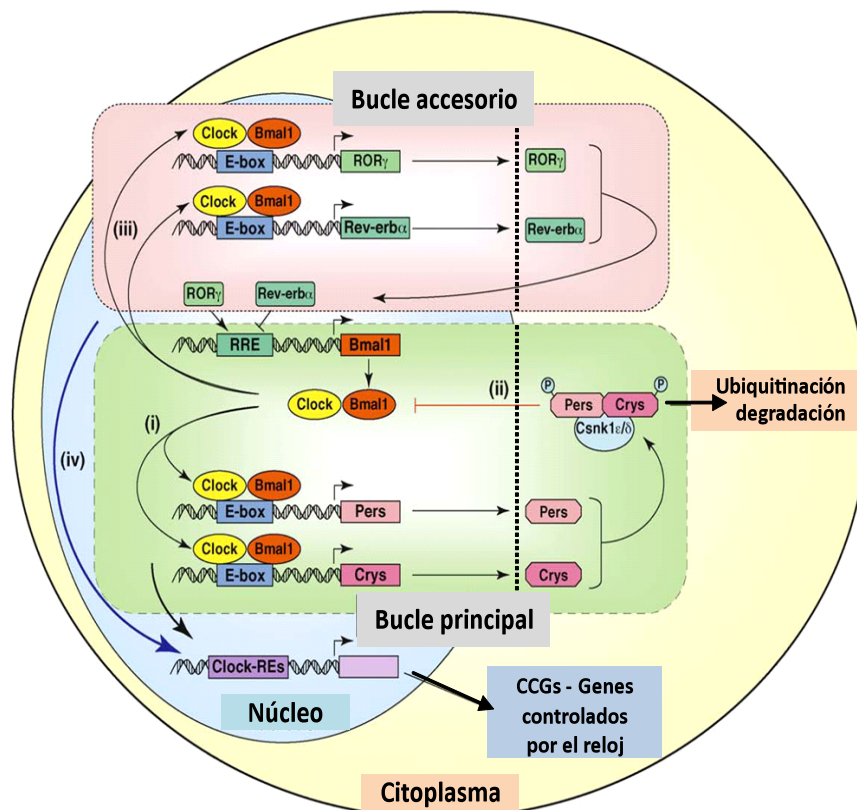 Bucle accesorio
Clock Bmal1
E-box RORγ RORγ
Clock Bmal1
(iii)
E-box Rev-erbα Rev-erbα
RORγ Rev-erbα
RRE Bmal1
(ii)
Clock Bmal1
P P
Pers Crys
Csnk1ε/δ
Ubiquitinación
degradación
(i)
(iv)
Clock Bmal1
E-box Pers Pers
Clock Bmal1
E-box Crys Crys
Bucle principal
Clock-REs
Núcleo
CCGs - Genes
controlados
por el reloj
Citoplasma